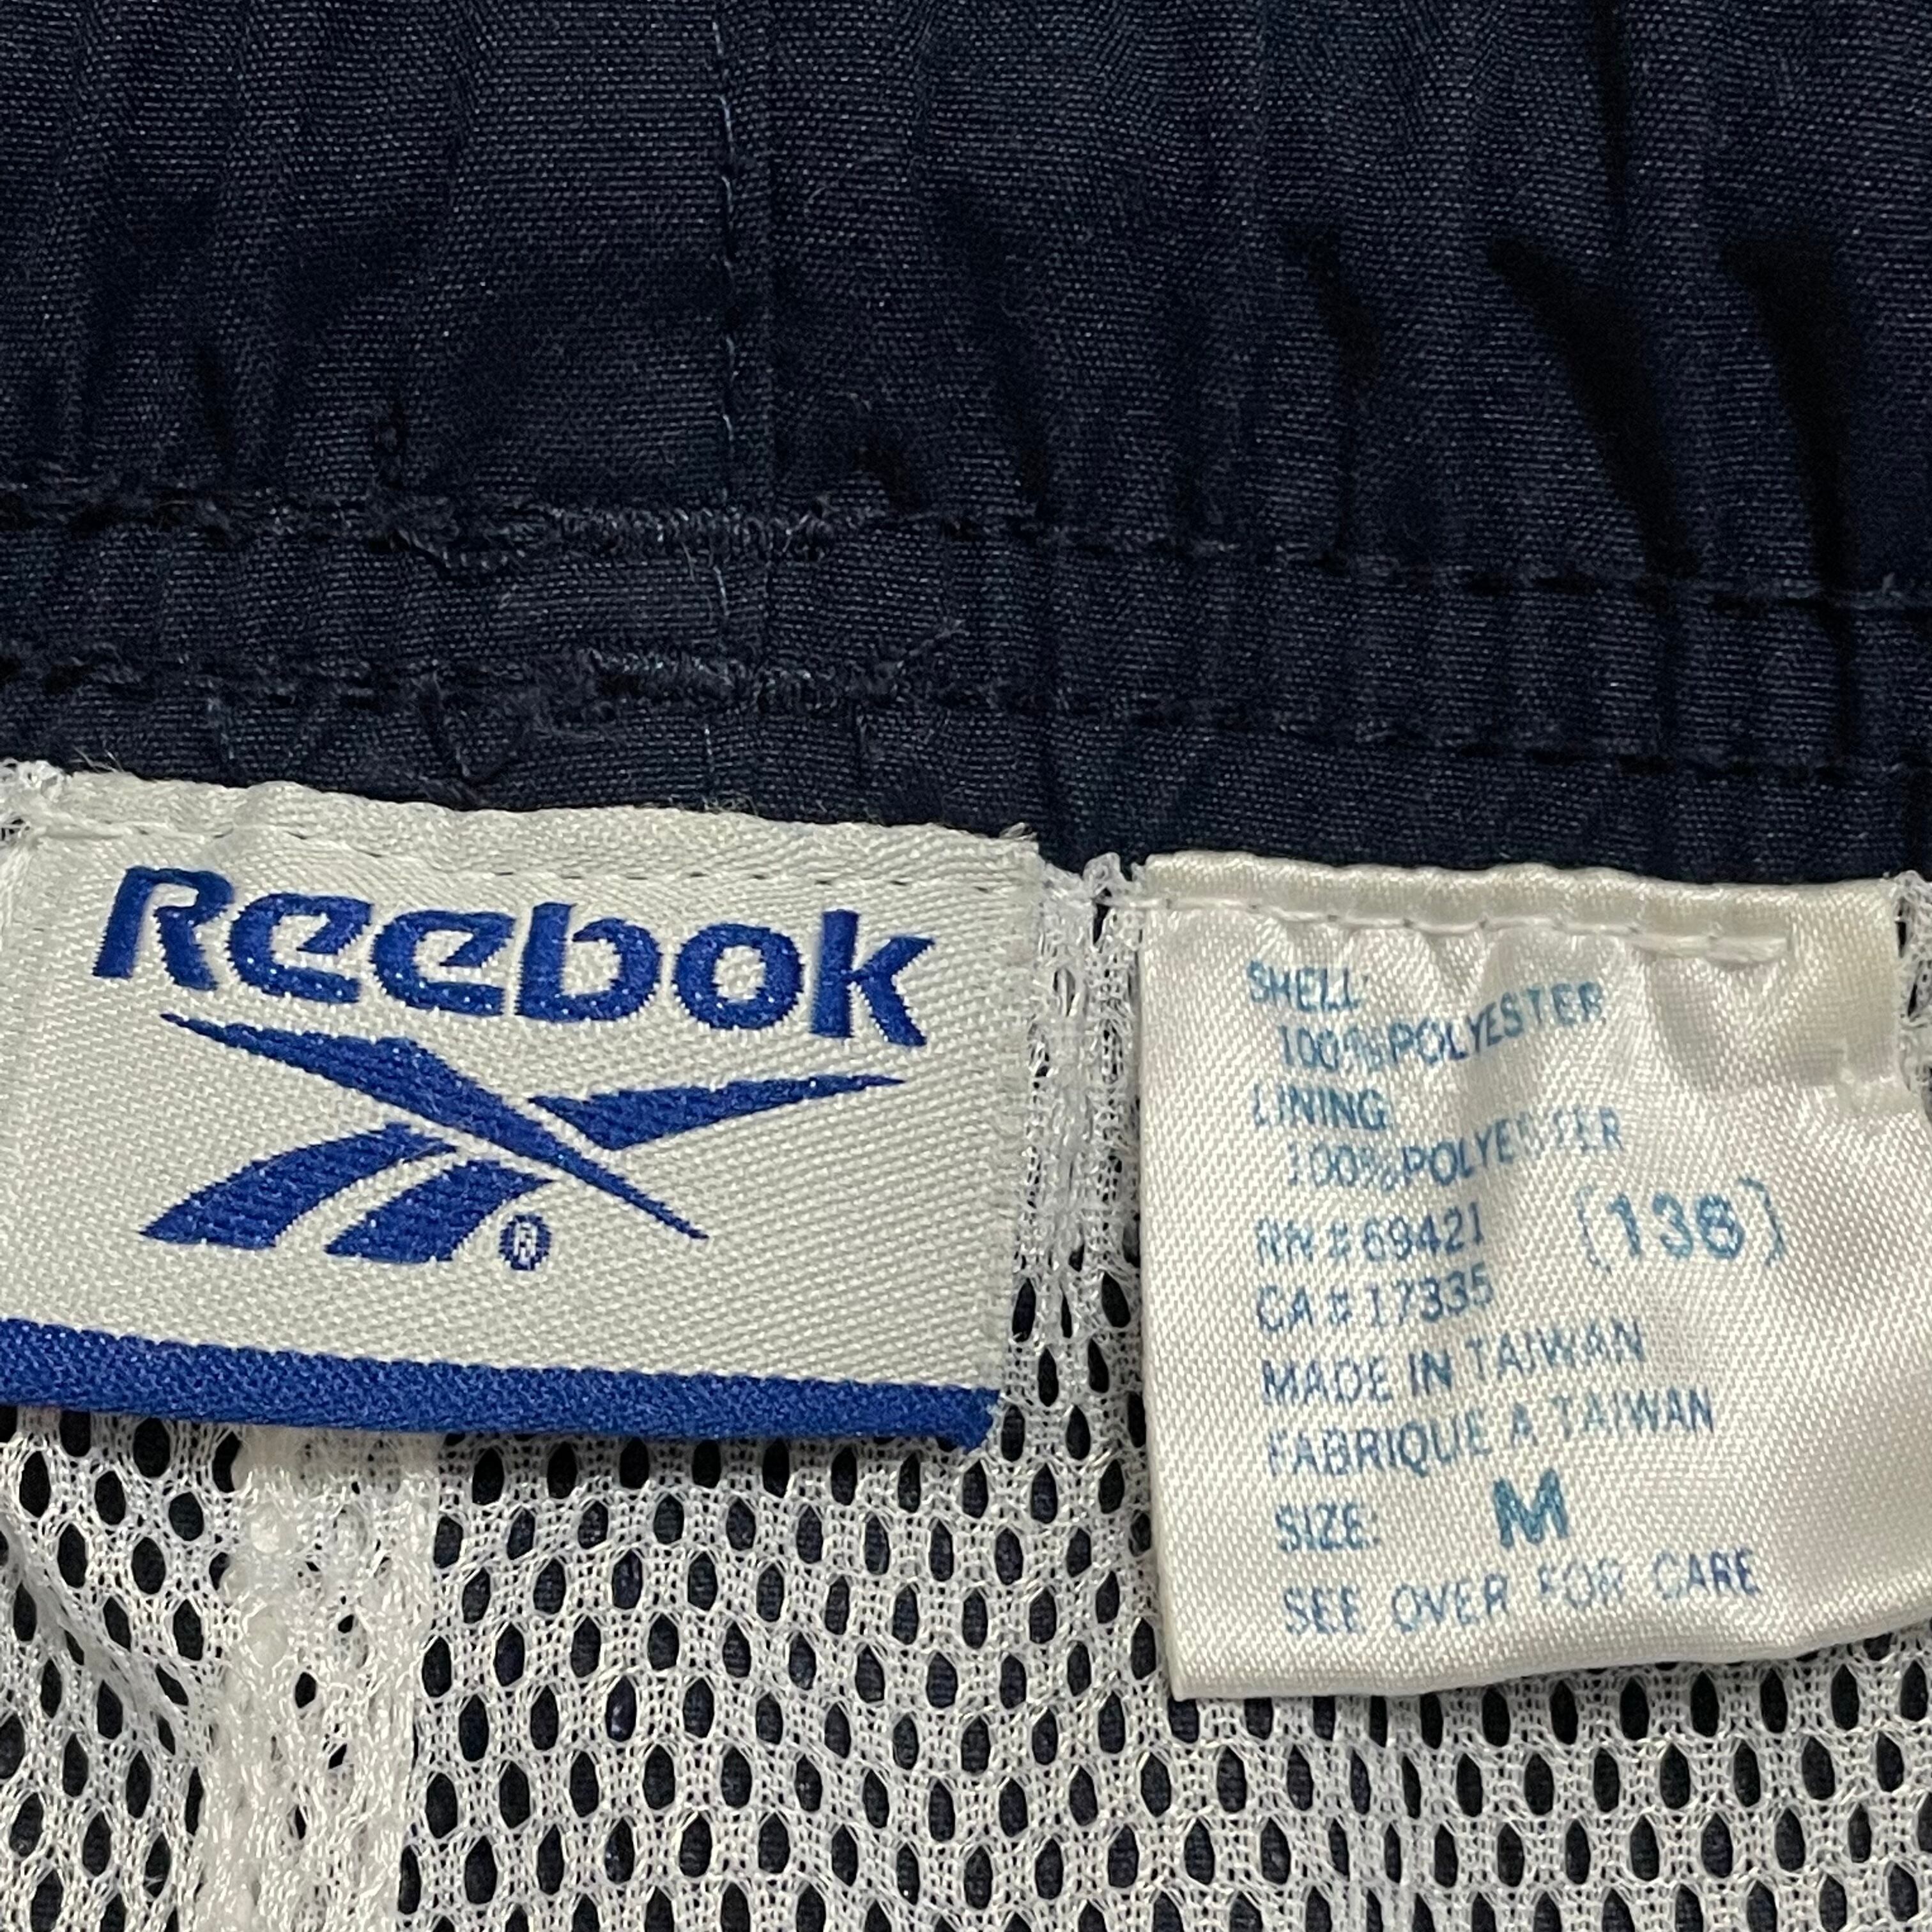 Reebok
®
SHELL:
100%POLYESTER
LINING
100%POLYESTER
RN#69421 (136)
CA#17335
MADE IN TAIWAN
FABRIQUE A TAIWAN
SIZE: M
SEE OVER FOR CARE